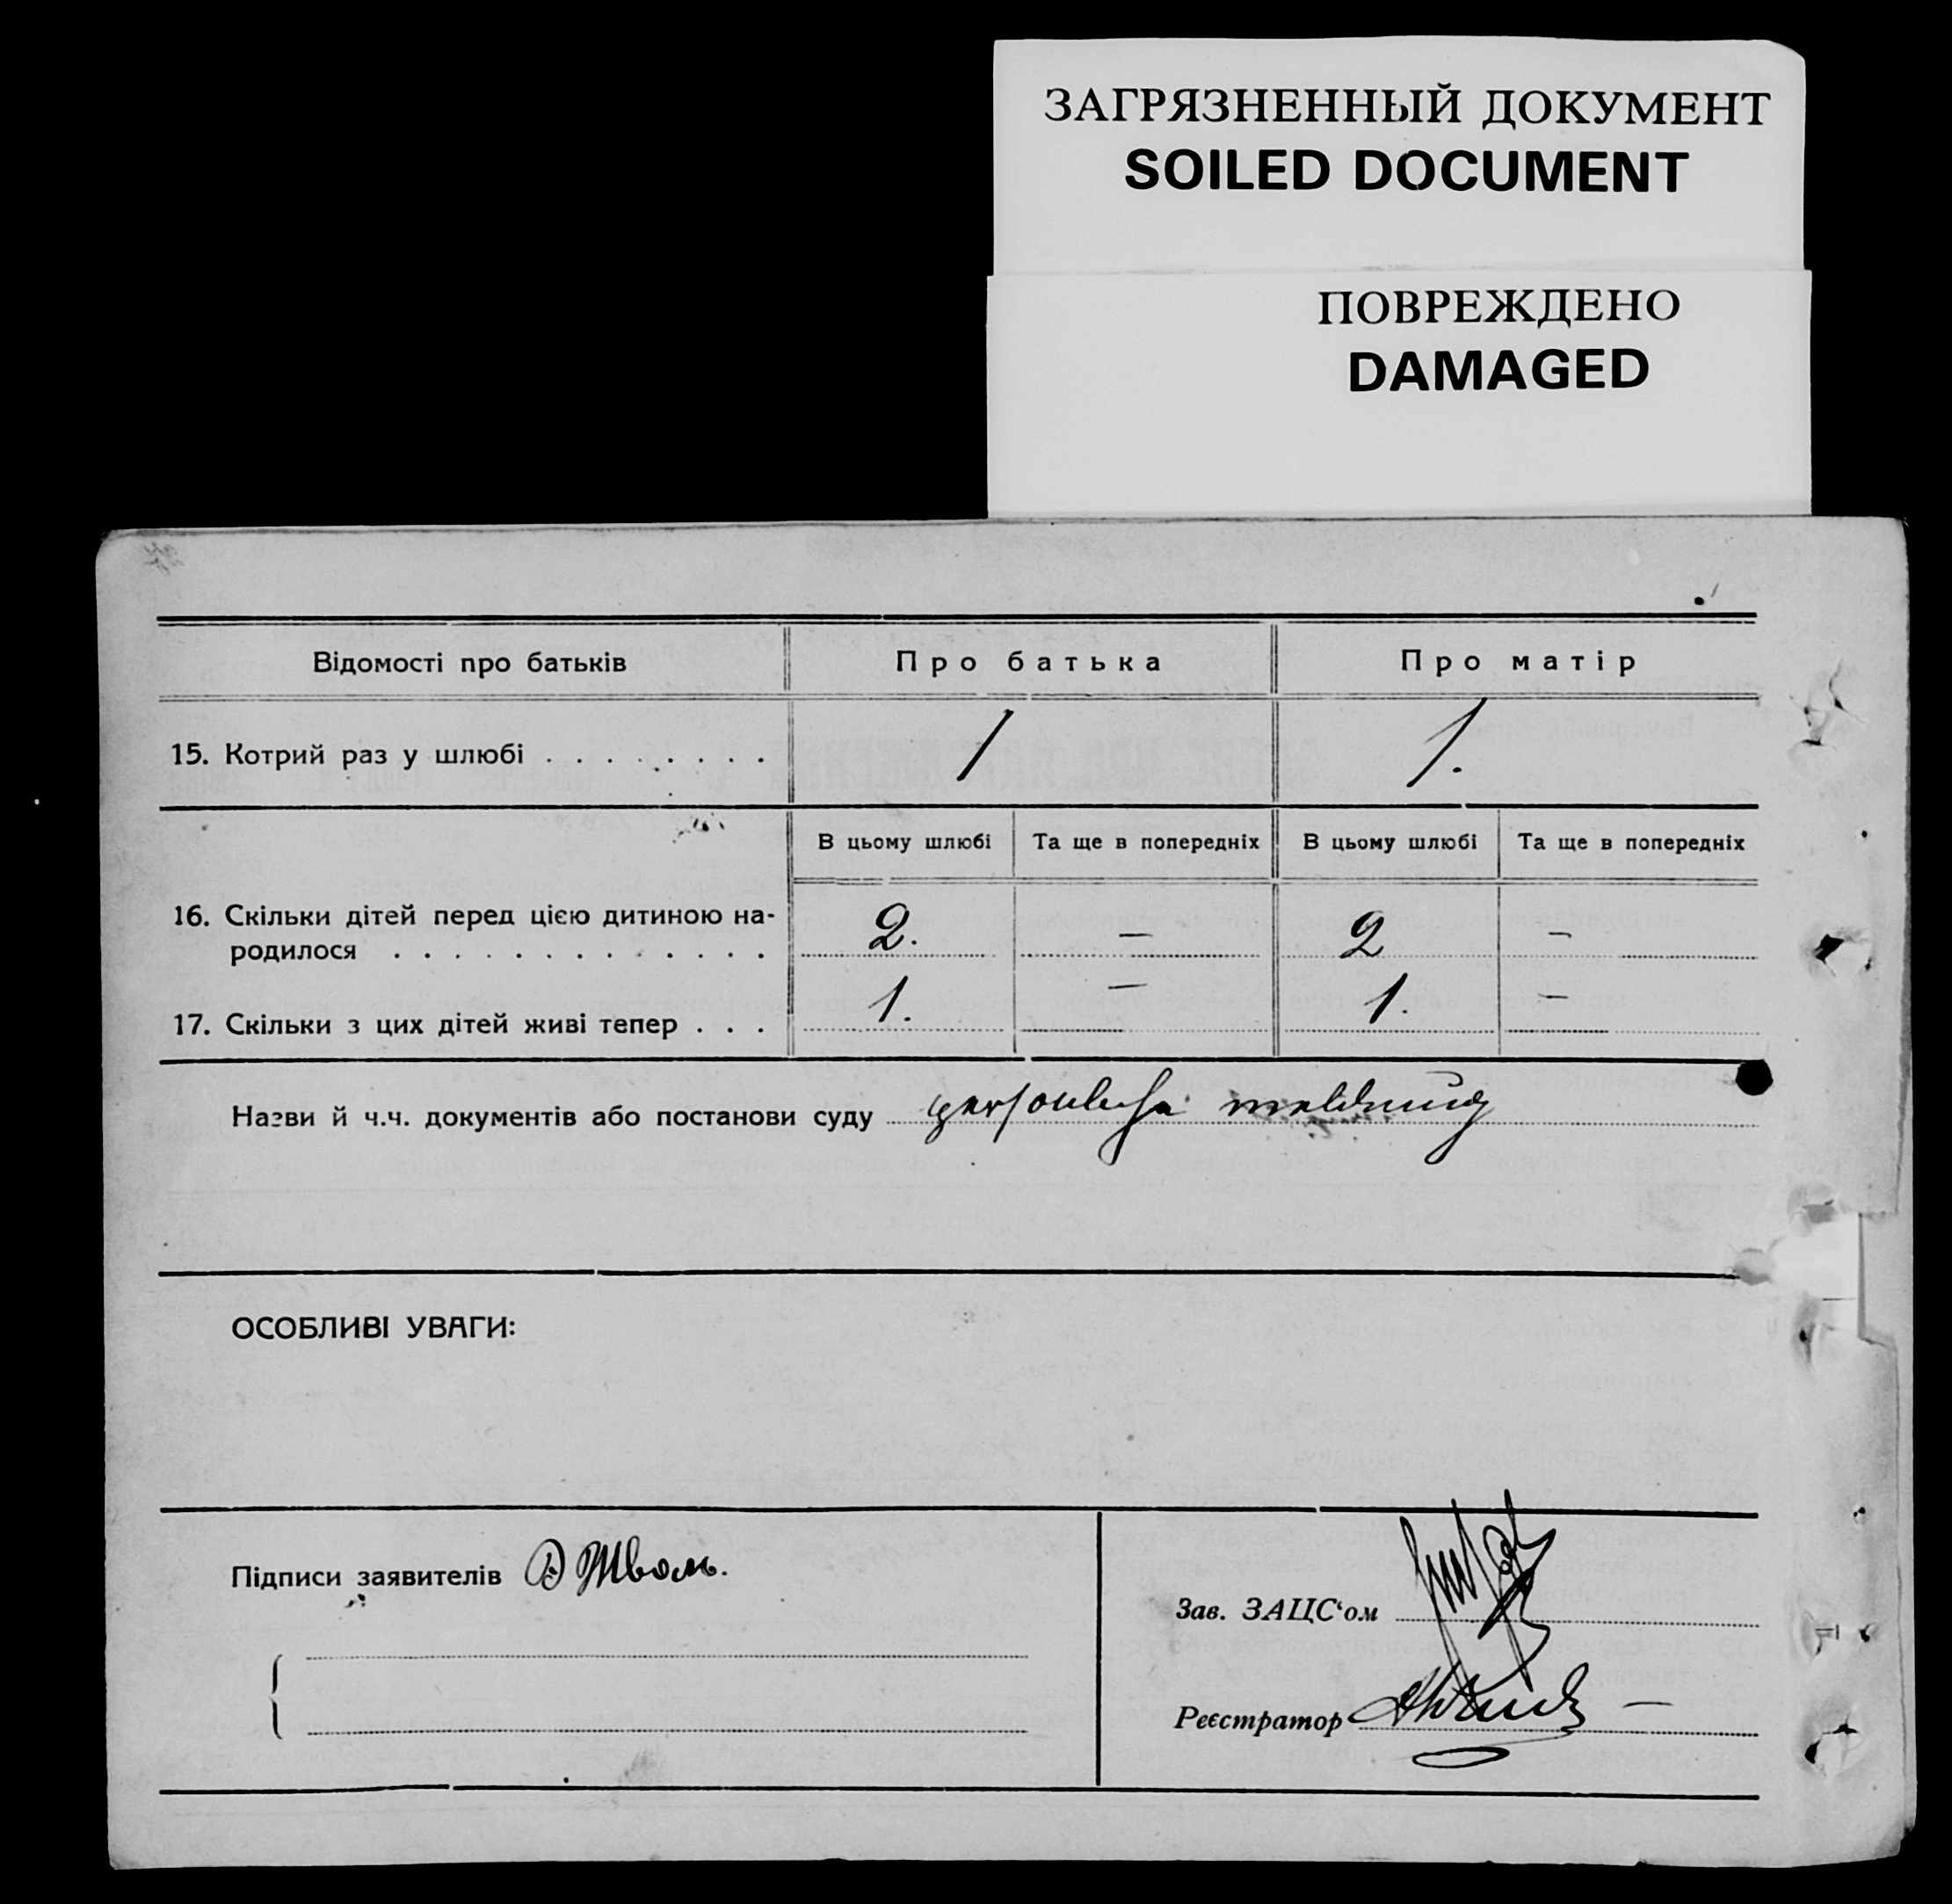 ЗАГРЯЗНЕННЫЙ ДОКУМЕНТ
SOILED DOCUMENT
ПОВРЕЖДЕНО
DAMAGED
Відомості про батьків Про батька Про матір
15. Котрий раз у шлюбі . . . . . . . . 1 1.
В цьому шлюбі Та ще в попередніх В цьому шлюбі Та ще в попередніх
16. Скільки дітей перед цією дитиною на-
родилося . . . . . . . . . . . . . 2. — 2 —
17. Скільки з цих дітей живі тепер . . . 1. — 1. —
Назви й ч.ч. документів або постанови суду meldung
ОСОБЛИВІ УВАГИ:
Підписи заявителів
Зав. ЗАЦС‘ом
Реєстратор